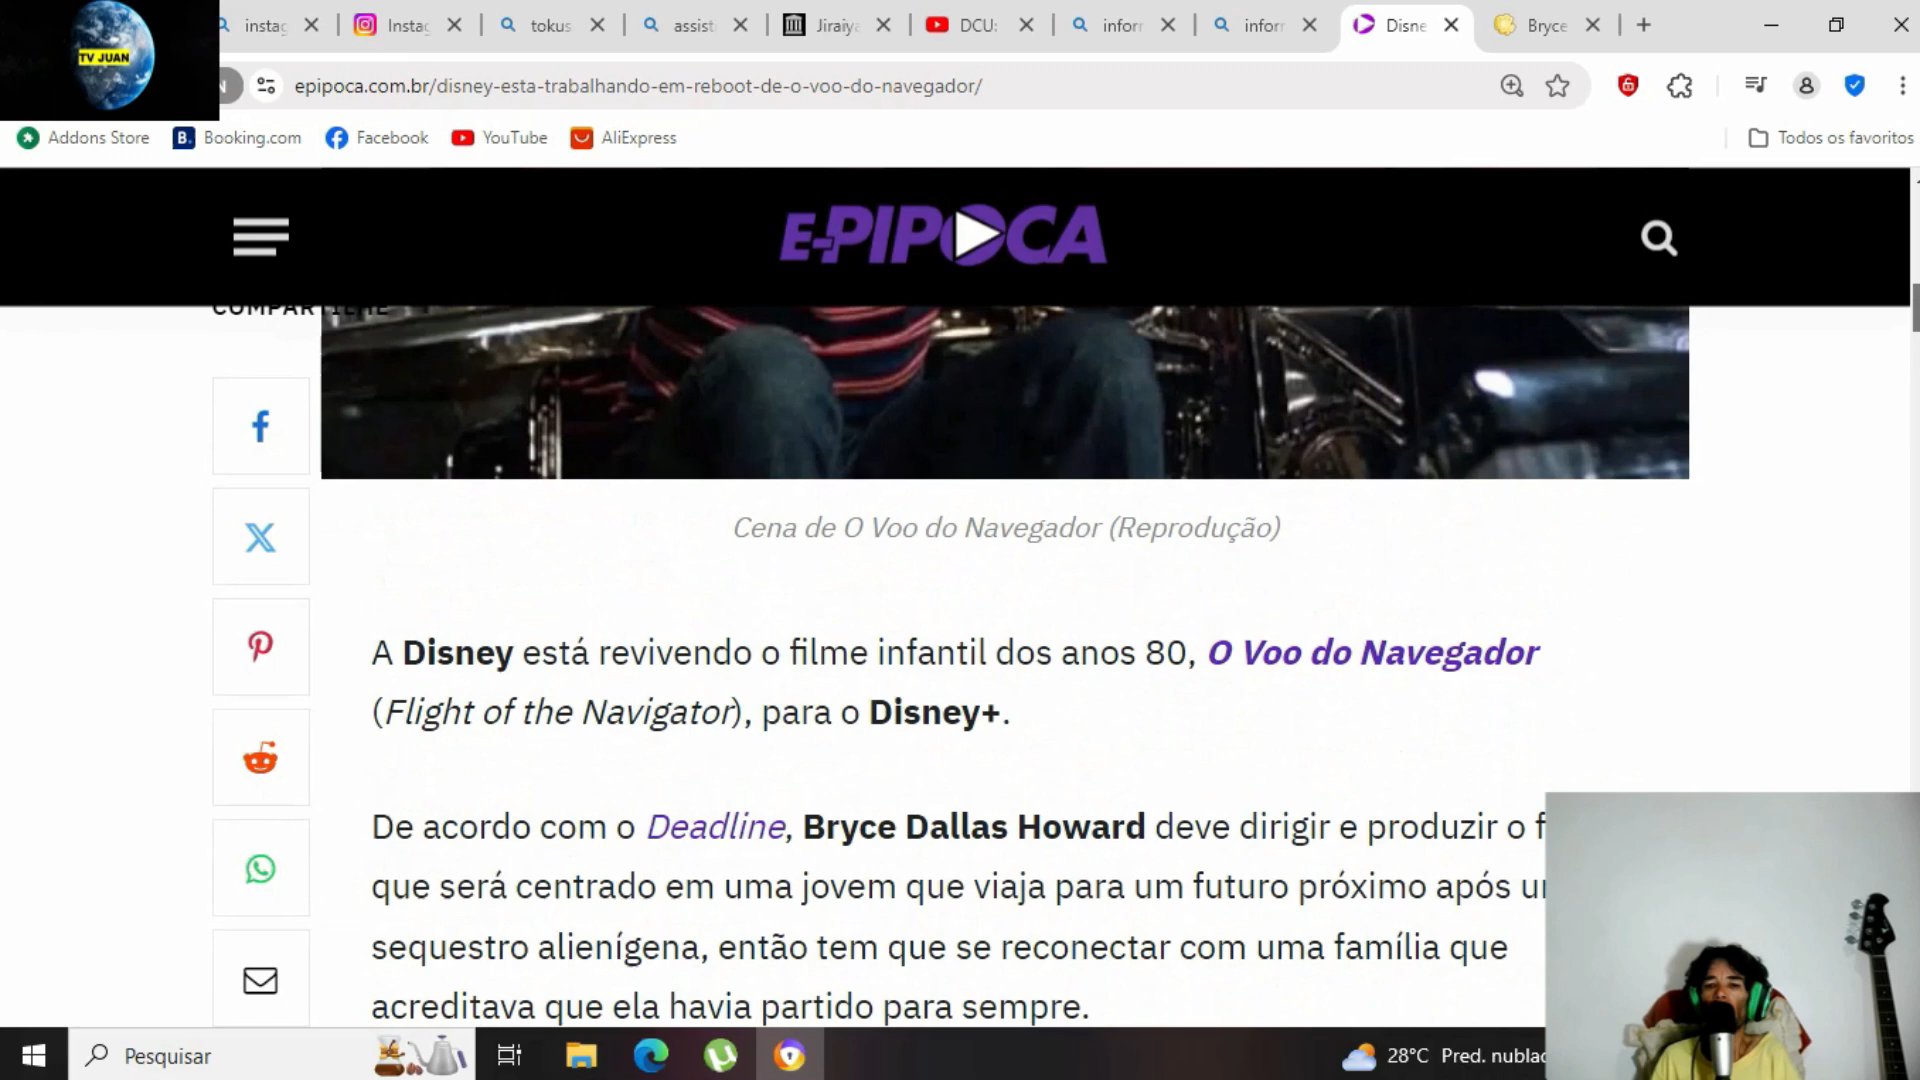 TV JUAN
instag
Instag
tokus
assist
Jiraiya
DCU:
inforr
inforr
Disne
Bryce
epipoca.com.br/disney-esta-trabalhando-em-reboot-de-o-voo-do-navegador/
Addons Store
Booking.com
Facebook
YouTube
AliExpress
Todos os favoritos
E-PIPOCA
COMPARTILHE
Cena de O Voo do Navegador (Reprodução)
A Disney está revivendo o filme infantil dos anos 80, O Voo do Navegador
(Flight of the Navigator), para o Disney+.
De acordo com o Deadline, Bryce Dallas Howard deve dirigir e produzir o f
que será centrado em uma jovem que viaja para um futuro próximo após ur
sequestro alienígena, então tem que se reconectar com uma família que
acreditava que ela havia partido para sempre.
Pesquisar
28°C Pred. nublad